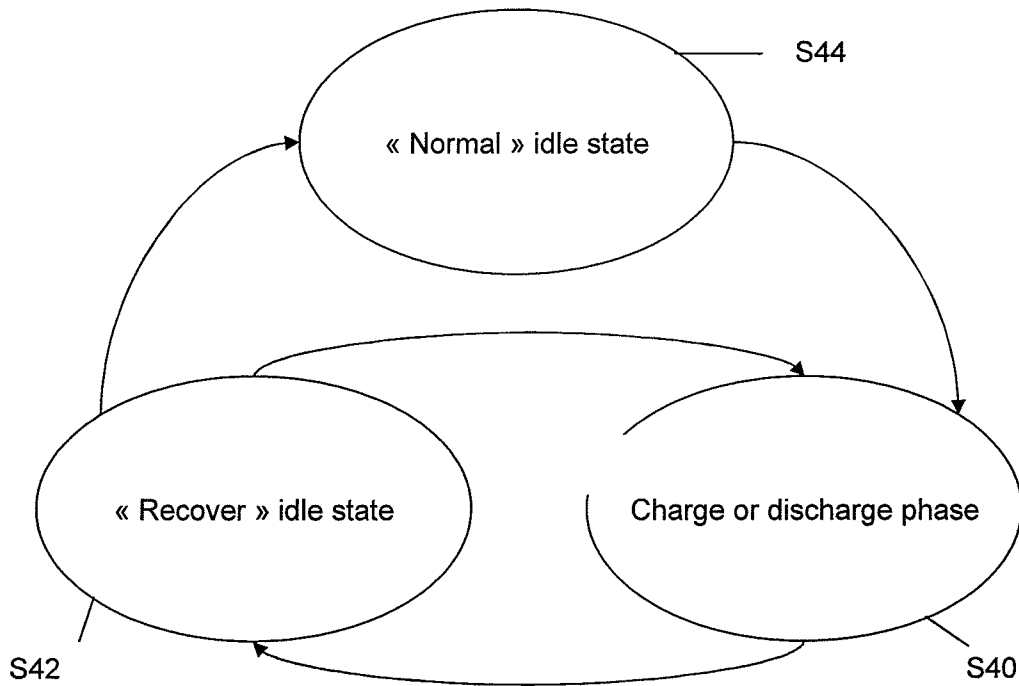 S44
« Normal » idle state
« Recover » idle state
Charge or discharge phase
S42
S40